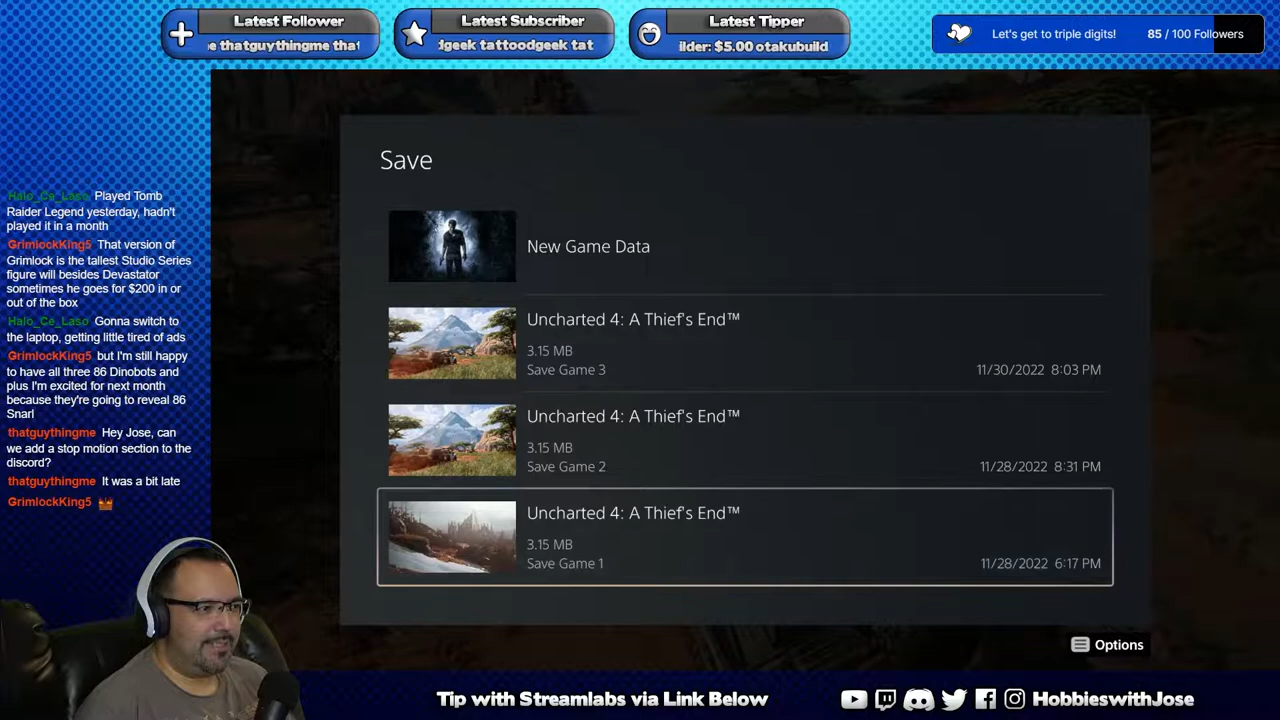 Latest Follower
e thatguythingme that
Latest Subscriber
dgeek tattoodgeek tat
Latest Tipper
ilder: $5.00 otakubuild
Let's get to triple digits! 85 / 100 Followers
Save
New Game Data
Uncharted 4: A Thief's End™
3.15 MB
Save Game 3 11/30/2022 8:03 PM
Uncharted 4: A Thief's End™
3.15 MB
Save Game 2 11/28/2022 8:31 PM
Uncharted 4: A Thief's End™
3.15 MB
Save Game 1 11/28/2022 6:17 PM
Options
Halo_Ce_Laso Played Tomb
Raider Legend yesterday, hadn't
played it in a month
GrimlockKing5 That version of
Grimlock is the tallest Studio Series
figure will besides Devastator
sometimes he goes for $200 in or
out of the box
Halo_Ce_Laso Gonna switch to
the laptop, getting little tired of ads
GrimlockKing5 but I'm still happy
to have all three 86 Dinobots and
plus I'm excited for next month
because they're going to reveal 86
Snarl
thatguythingme Hey Jose, can
we add a stop motion section to the
discord?
thatguythingme It was a bit late
GrimlockKing5
Tip with Streamlabs via Link Below
HobbieswithJose